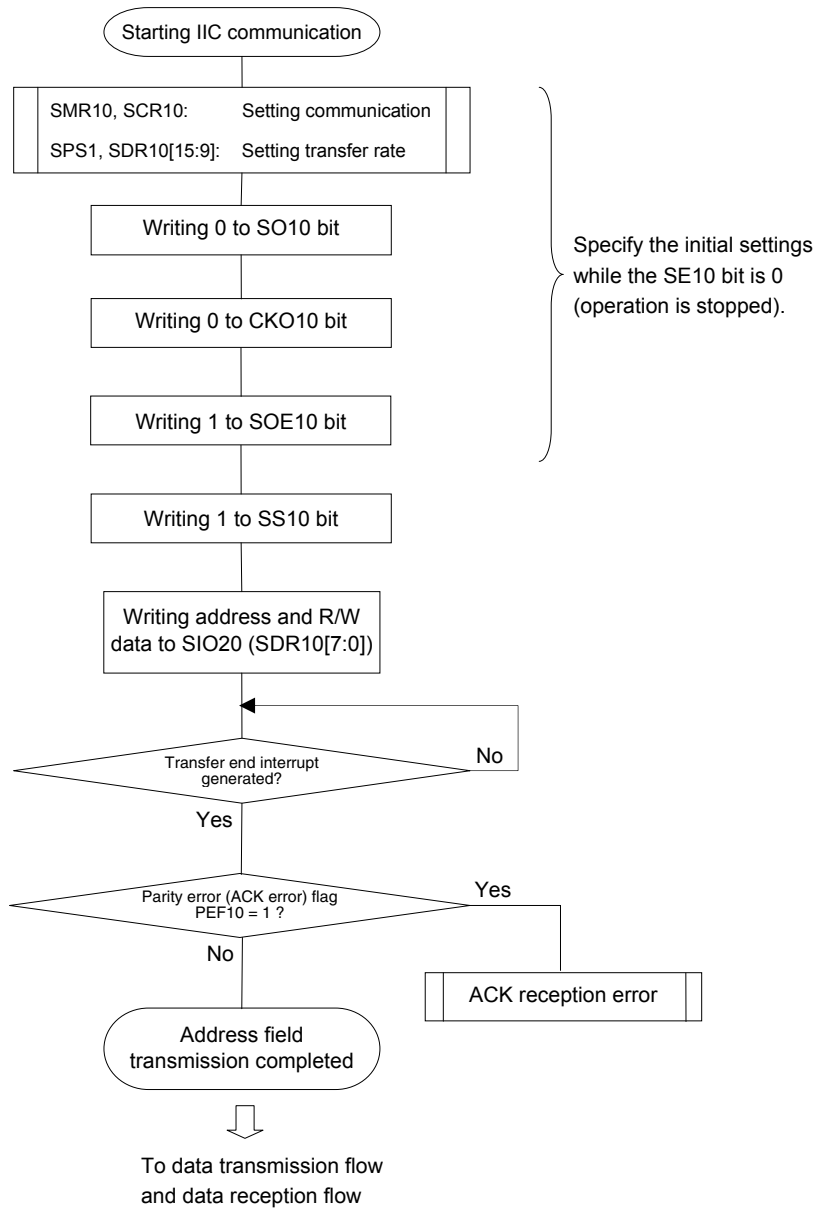 Starting IIC communication
SMR10, SCR10: Setting communication
SPS1, SDR10[15:9]: Setting transfer rate
Writing 0 to SO10 bit
Specify the initial settings
while the SE10 bit is 0
(operation is stopped).
Writing 0 to CKO10 bit
Writing 1 to SOE10 bit
Writing 1 to SS10 bit
Writing address and R/W
data to SIO20 (SDR10[7:0])
Transfer end interrupt
generated?
No
Yes
Parity error (ACK error) flag
PEF10 = 1 ?
Yes
No
ACK reception error
Address field
transmission completed
To data transmission flow
and data reception flow